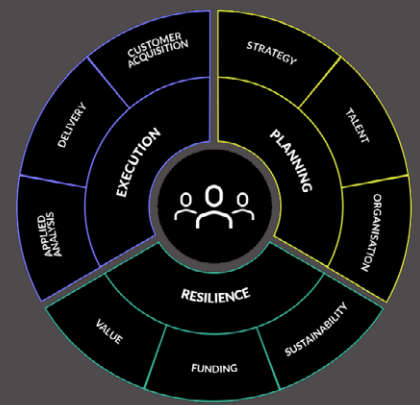 CUSTOMER
ACQUISITION
STRATEGY
DELIVERY
TALENT
EXECUTION
PLANNING
APPLIED
ANALYSIS
ORGANISATION
RESILIENCE
VALUE
FUNDING
SUSTAINABILITY